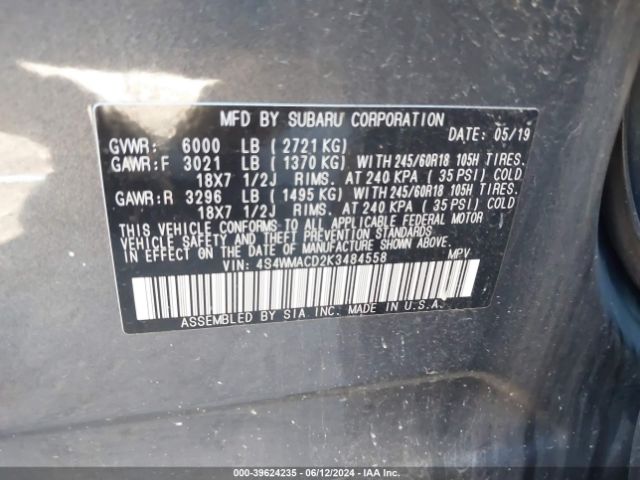 MFD BY SUBARU CORPORATION
DATE: 05/19
GVWR: 6000 LB ( 2721 KG)
GAWR:F 3021 LB ( 1370 KG) WITH 245/60R18 105H TIRES.
18X7 1/2J RIMS. AT 240 KPA ( 35 PSI) COLD
GAWR:R 3296 LB ( 1495 KG) WITH 245/60R18 105H TIRES.
18X7 1/2J RIMS. AT 240 KPA ( 35 PSI) COLD
THIS VEHICLE CONFORMS TO ALL APPLICABLE FEDERAL MOTOR
VEHICLE SAFETY AND THEFT PREVENTION STANDARDS
IN EFFECT ON THE DATE OF MANUFACTURE SHOWN ABOVE.
VIN: 4S4WMACD2K3484558 MPV
ASSEMBLED BY SIA INC. MADE IN U.S.A.
000-39624235 - 06/12/2024 - IAAI.COM